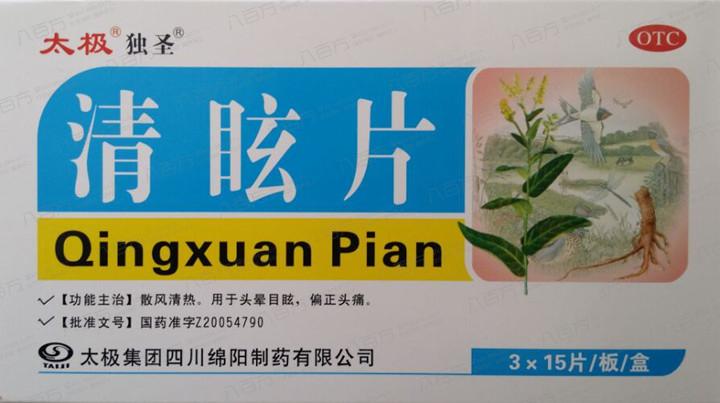 太极® 独圣®
OTC
清眩片
Qingxuan Pian
【功能主治】散风清热。用于头晕目眩，偏正头痛。
【批准文号】国药准字Z20054790
TAIJI
太极集团四川绵阳制药有限公司
3×15片/板/盒